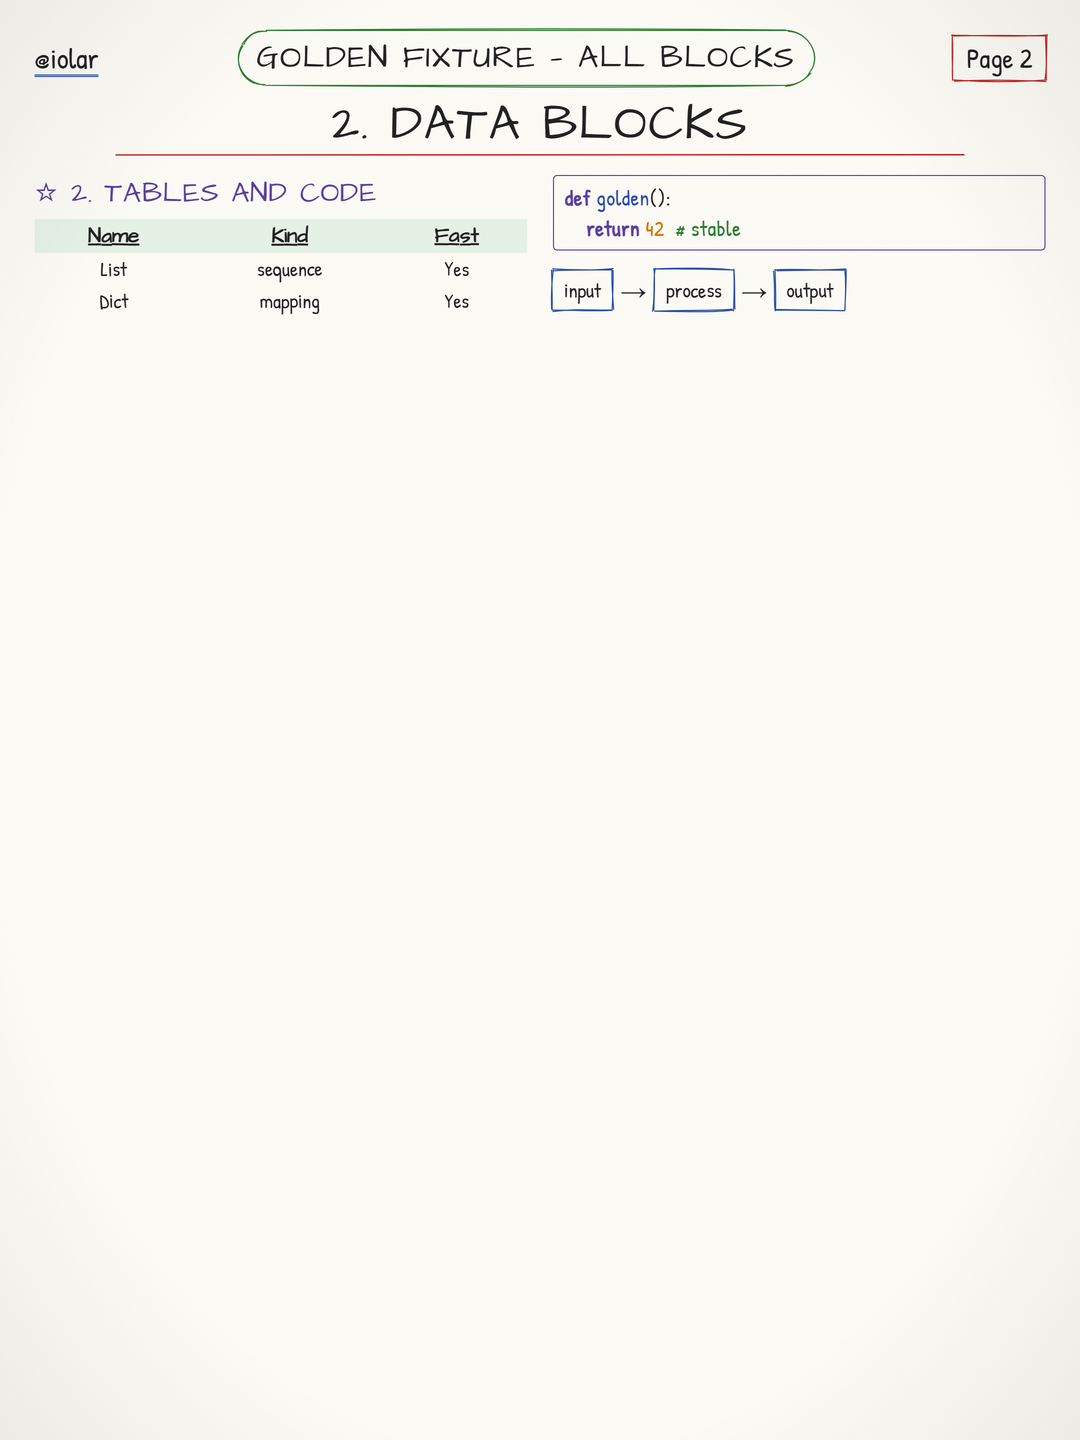 @iolar
GOLDEN FIXTURE - ALL BLOCKS
Page 2
2. DATA BLOCKS
☆ 2. TABLES AND CODE
Name Kind Fast
List sequence Yes
Dict mapping Yes
def golden():
    return 42 # stable
input → process → output